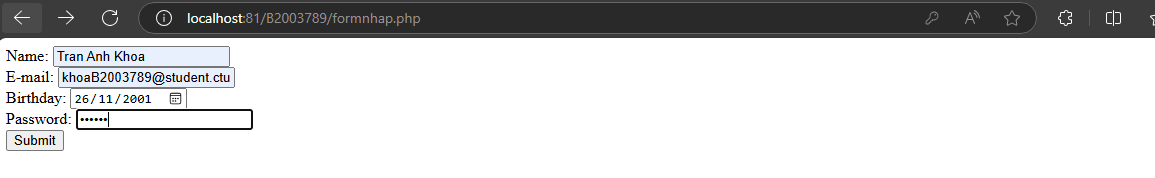 localhost:81/B2003789/formnhap.php
Name: Tran Anh Khoa
E-mail: khoaB2003789@student.ctu
Birthday: 26/11/2001
Password: ••••••
Submit